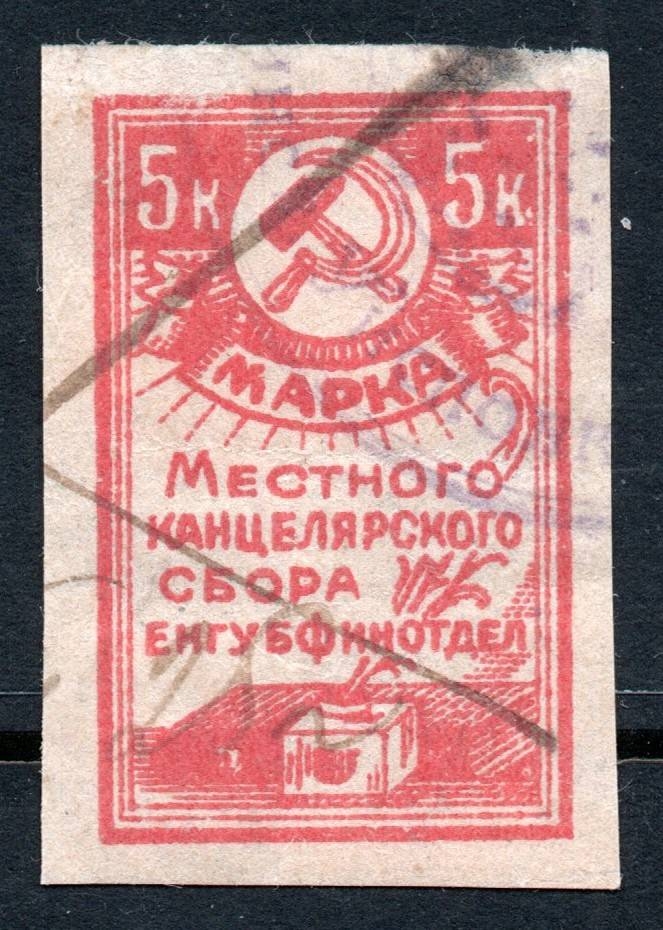 5к 5к.
МАРКА
МЕСТНОГО
КАНЦЕЛЯРСКОГО
СБОРА
ЕНГУБФИНОТДЕЛ